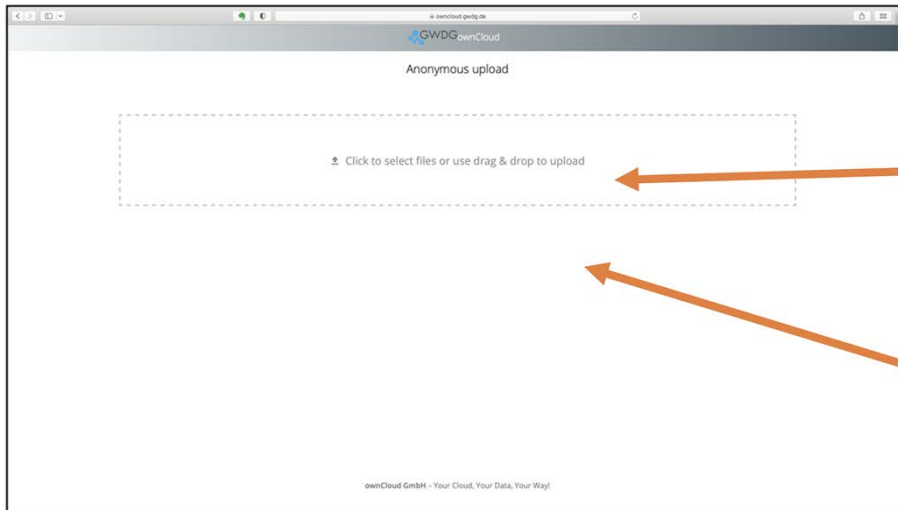 owncloud.gwdg.de
GWDG ownCloud
Anonymous upload
Click to select files or use drag & drop to upload
ownCloud GmbH – Your Cloud, Your Data, Your Way!